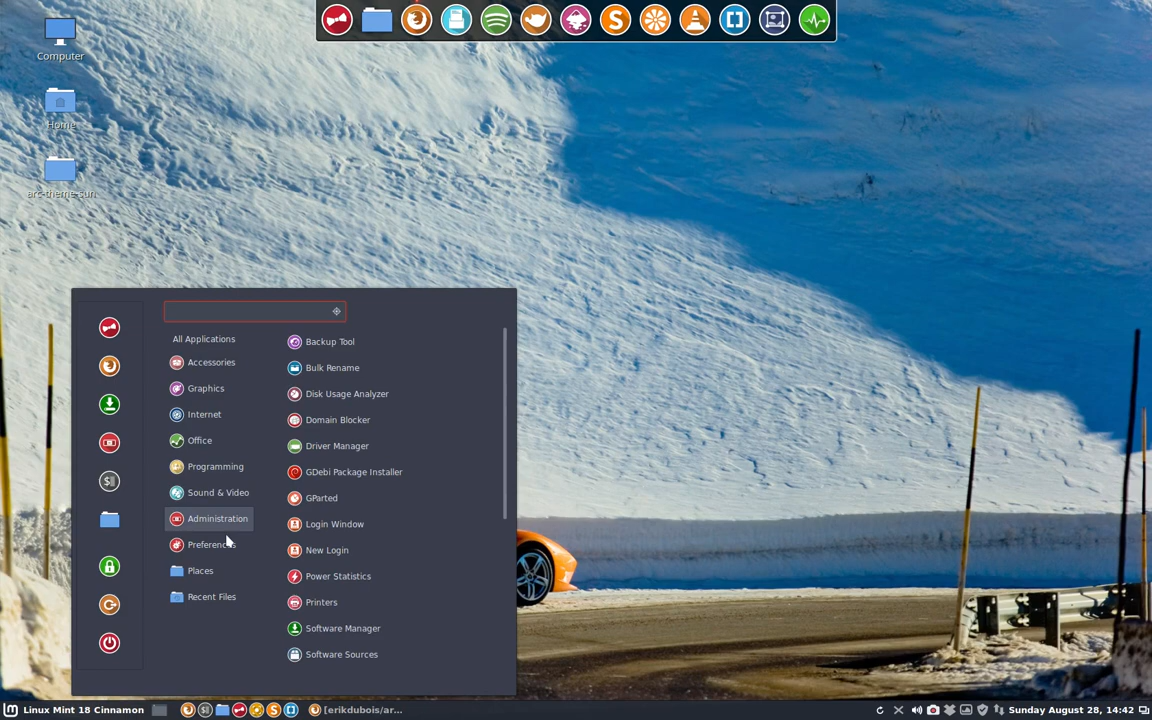 Computer
Home
arc-theme-sun
All Applications
Accessories
Graphics
Internet
Office
Programming
Sound & Video
Administration
Preferences
Places
Recent Files
Backup Tool
Bulk Rename
Disk Usage Analyzer
Domain Blocker
Driver Manager
GDebi Package Installer
GParted
Login Window
New Login
Power Statistics
Printers
Software Manager
Software Sources
Linux Mint 18 Cinnamon
[erikdubois/ar...
Sunday August 28, 14:42